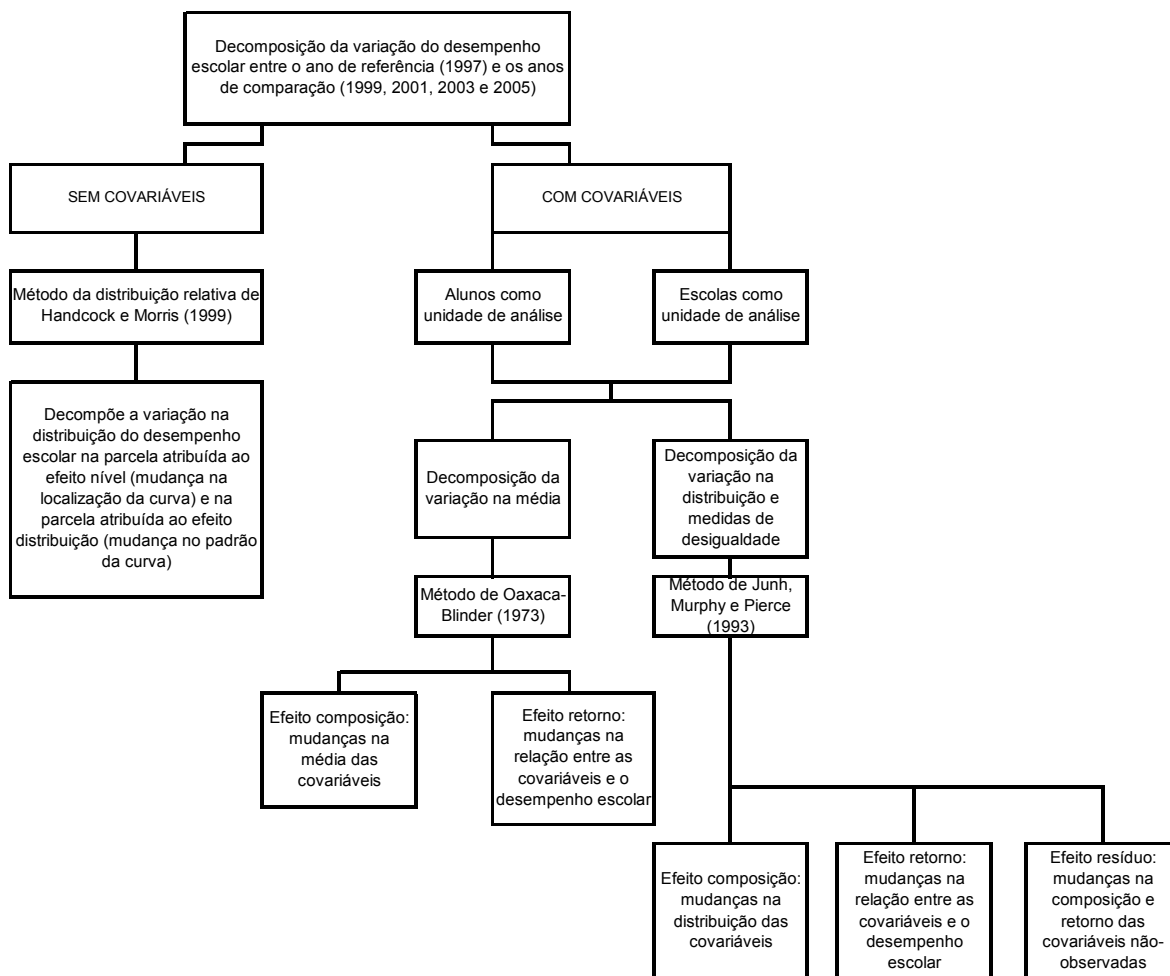 Decomposição da variação do desempenho
escolar entre o ano de referência (1997) e os anos
de comparação (1999, 2001, 2003 e 2005)
SEM COVARIÁVEIS
COM COVARIÁVEIS
Método da distribuição relativa de
Handcock e Morris (1999)
Alunos como
unidade de análise
Escolas como
unidade de análise
Decompõe a variação na
distribuição do desempenho
escolar na parcela atribuída ao
efeito nível (mudança na
localização da curva) e na
parcela atribuída ao efeito
distribuição (mudança no padrão
da curva)
Decomposição da
variação na média
Decomposição da
variação na
distribuição e
medidas de
desigualdade
Método de Oaxaca-
Blinder (1973)
Método de Junh,
Murphy e Pierce
(1993)
Efeito composição:
mudanças na
média das
covariáveis
Efeito retorno:
mudanças na
relação entre as
covariáveis e o
desempenho escolar
Efeito composição:
mudanças na
distribuição das
covariáveis
Efeito retorno:
mudanças na
relação entre as
covariáveis e o
desempenho
escolar
Efeito resíduo:
mudanças na
composição e
retorno das
covariáveis não-
observadas